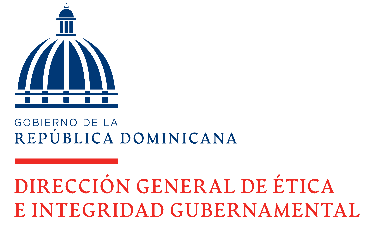 GOBIERNO DE LA
REPÚBLICA DOMINICANA
DIRECCIÓN GENERAL DE ÉTICA
E INTEGRIDAD GUBERNAMENTAL